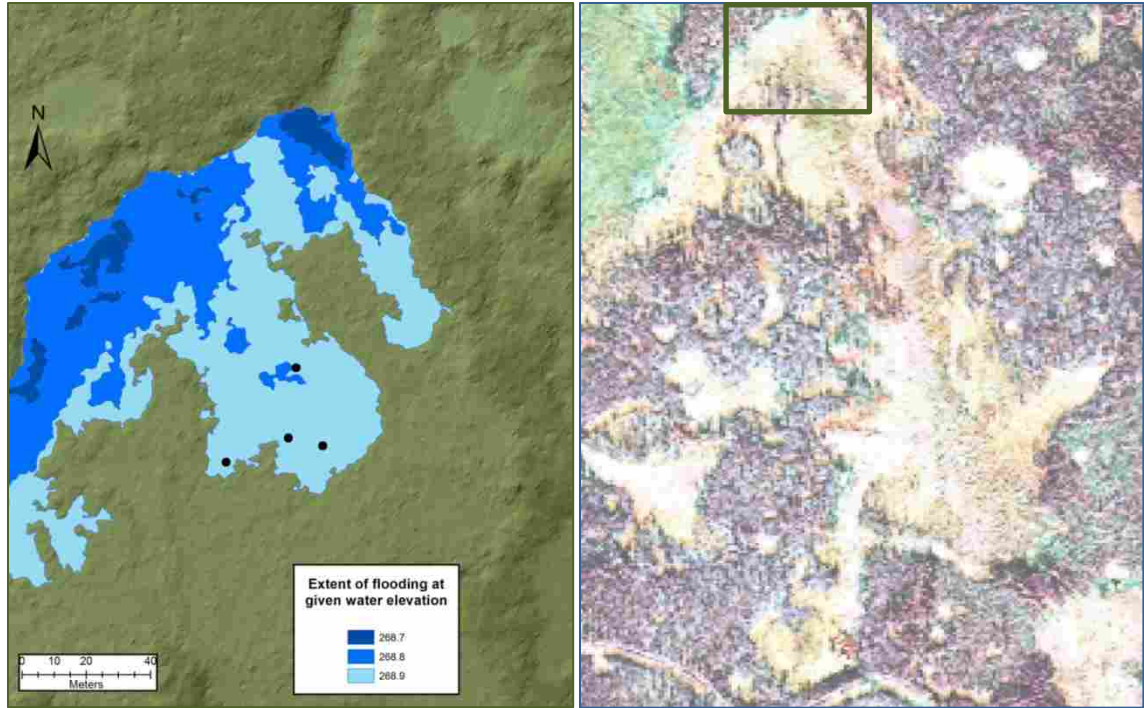 N
Extent of flooding at
given water elevation
268.7
268.8
268.9
0 10 20 40
Meters